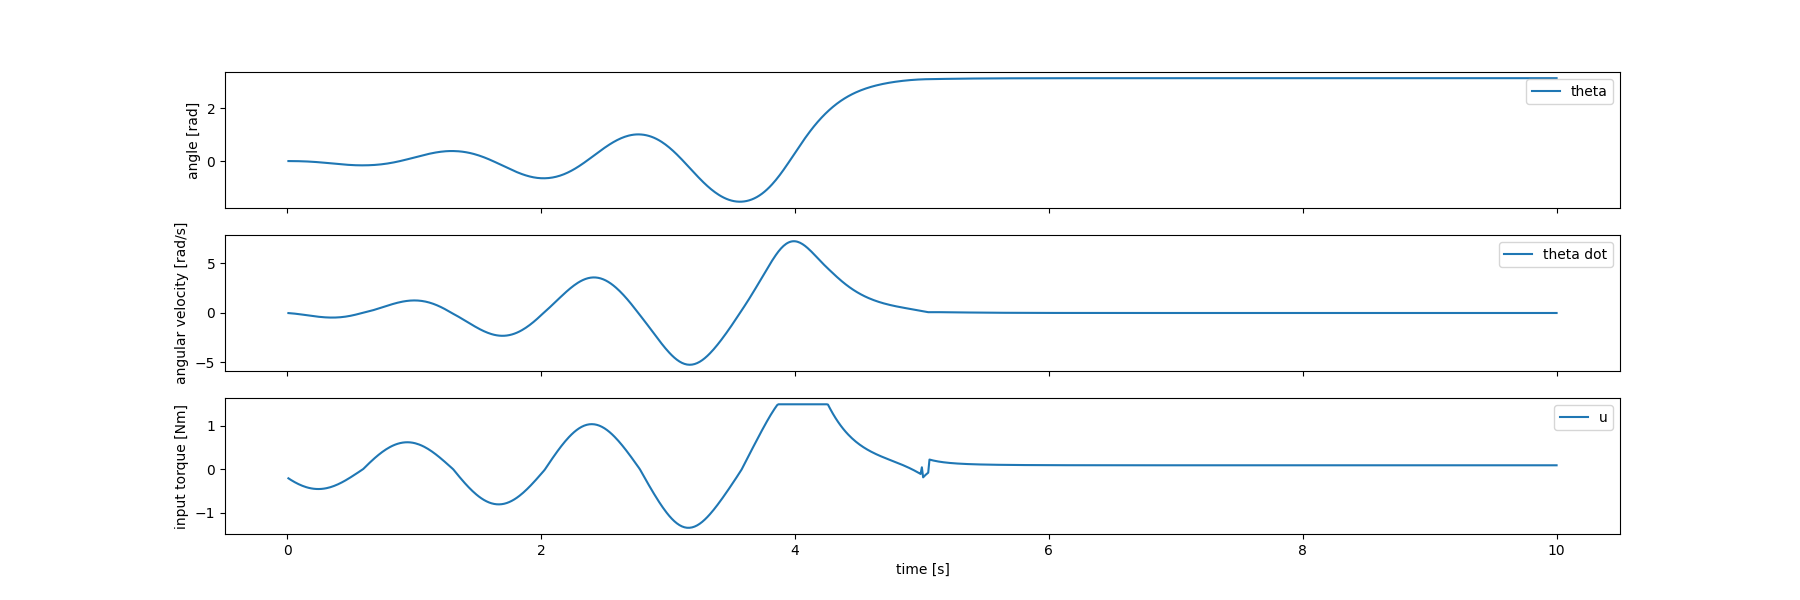 angle [rad]
2
0
theta
angular velocity [rad/s]
5
0
−5
theta dot
input torque [Nm]
1
0
−1
u
0 2 4 6 8 10
time [s]